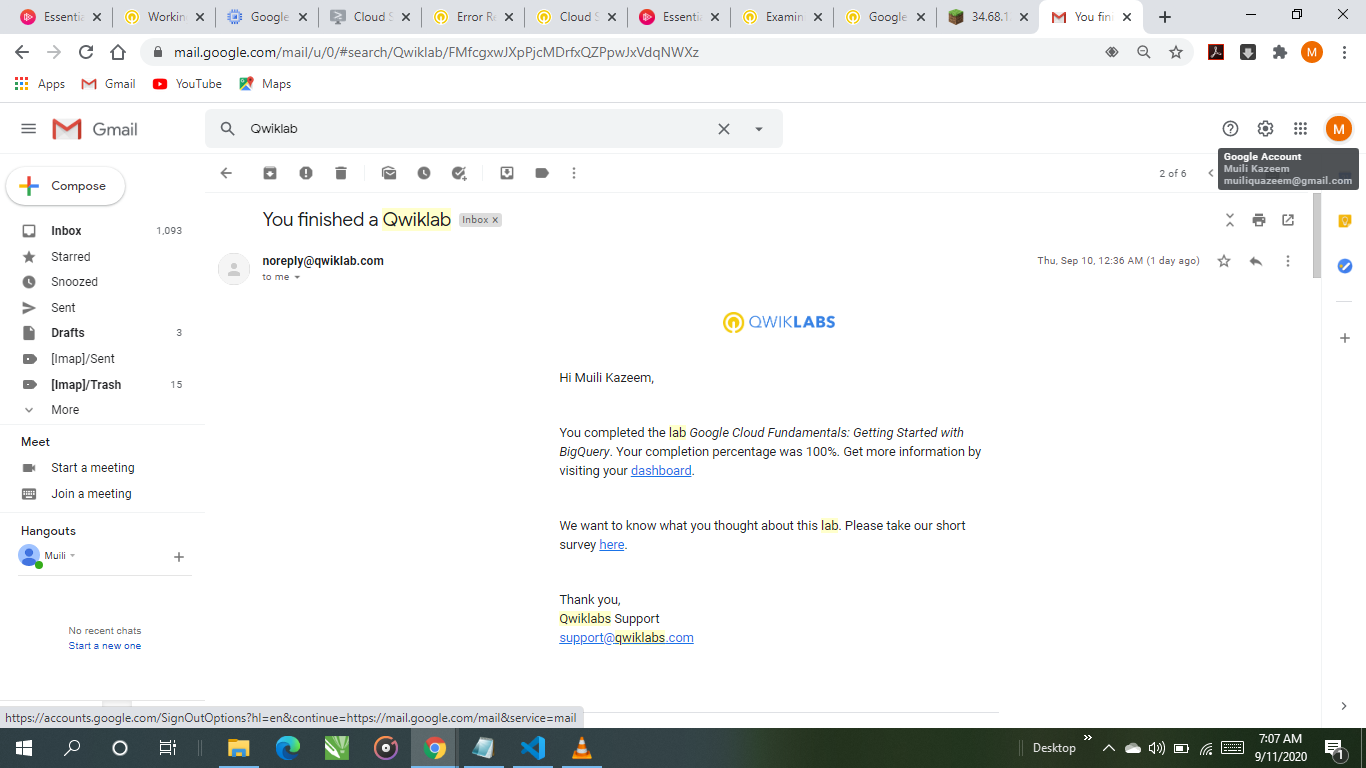 Essentia
Workin
Google
Cloud S
Error Re
Cloud S
Essentia
Examin
Google
34.68.1
You fini
mail.google.com/mail/u/0/#search/Qwiklab/FMfcgxwJXpPjcMDrfxQZPpwJxVdqNWXz
M
Apps
Gmail
YouTube
Maps
Gmail
Qwiklab
M
Google Account
Muili Kazeem
muiliquazeem@gmail.com
Compose
2 of 6
You finished a Qwiklab
Inbox x
Inbox 1,093
Starred
Snoozed
Sent
Drafts 3
[Imap]/Sent
[Imap]/Trash 15
More
Meet
Start a meeting
Join a meeting
Hangouts
Muili
No recent chats
Start a new one
noreply@qwiklab.com
Thu, Sep 10, 12:36 AM (1 day ago)
to me
QWIKLABS
Hi Muili Kazeem,
You completed the lab Google Cloud Fundamentals: Getting Started with
BigQuery. Your completion percentage was 100%. Get more information by
visiting your dashboard.
We want to know what you thought about this lab. Please take our short
survey here.
Thank you,
Qwiklabs Support
support@qwiklabs.com
https://accounts.google.com/SignOutOptions?hl=en&continue=https://mail.google.com/mail&service=mail
Desktop
7:07 AM
9/11/2020
1